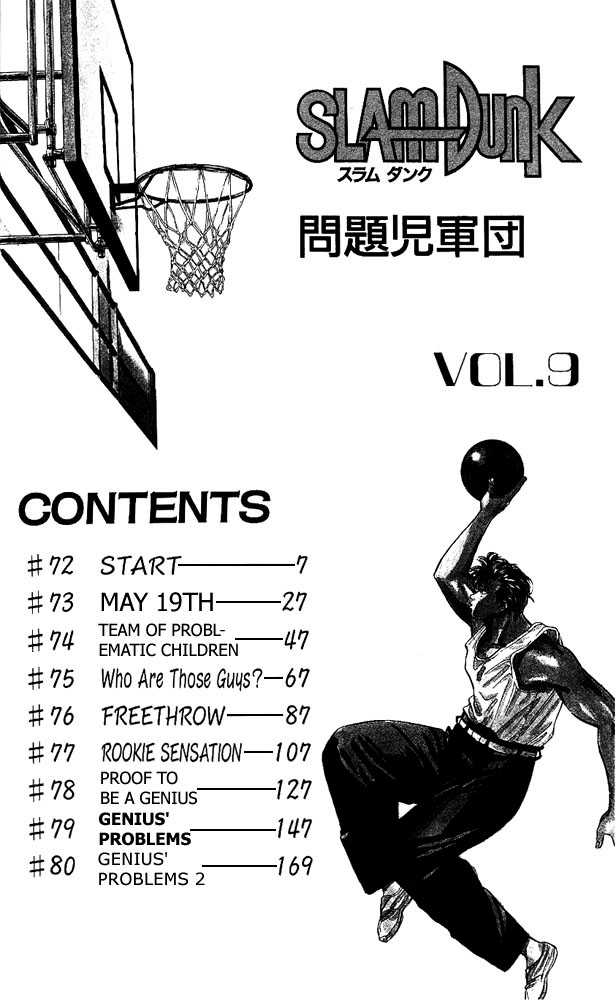 SLAM DUNK
スラム ダンク
問題児軍団
VOL.9
CONTENTS
#72 START 7
#73 MAY 19TH 27
#74 TEAM OF PROBL-
EMATIC CHILDREN 47
#75 Who Are Those Guys? 67
#76 FREETHROW 87
#77 ROOKIE SENSATION 107
#78 PROOF TO
BE A GENIUS 127
#79 GENIUS'
PROBLEMS 147
#80 GENIUS'
PROBLEMS 2 169